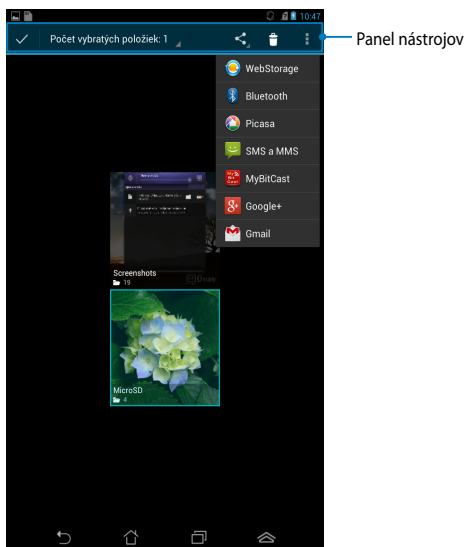 10:47
Počet vybratých položiek: 1
Panel nástrojov
WebStorage
Bluetooth
Picasa
SMS a MMS
MyBitCast
Google+
Gmail
Screenshots
19
MicroSD
4